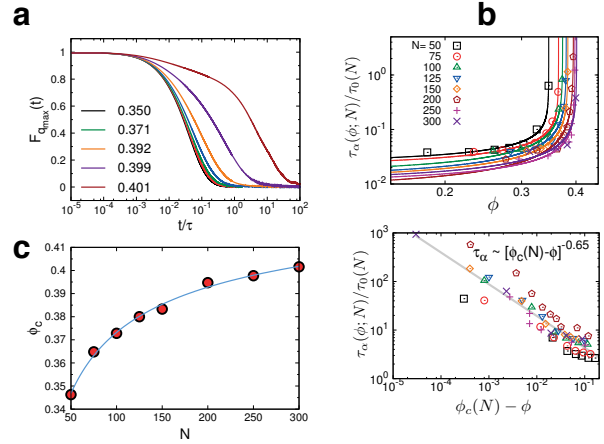 a
F_{q_{max}}(t)
1
0.8
0.6
0.4
0.2
0
0.350
0.371
0.392
0.399
0.401
10^{-5} 10^{-4} 10^{-3} 10^{-2} 10^{-1} 10^{0} 10^{1} 10^{2}
t/τ
b
τ_α(ϕ; N)/τ_0(N)
10^{0}
10^{-1}
10^{-2}
N= 50
75
100
125
150
200
250
300
0.2 0.3 0.4
ϕ
c
ϕ_c
0.41
0.4
0.39
0.38
0.37
0.36
0.35
0.34
50 100 150 200 250 300
N
τ_α(ϕ; N)/τ_0(N)
10^{3}
10^{2}
10^{1}
10^{0}
τ_α ~ [ϕ_c(N)-ϕ]^{-0.65}
10^{-5} 10^{-4} 10^{-3} 10^{-2} 10^{-1}
ϕ_c(N) − ϕ